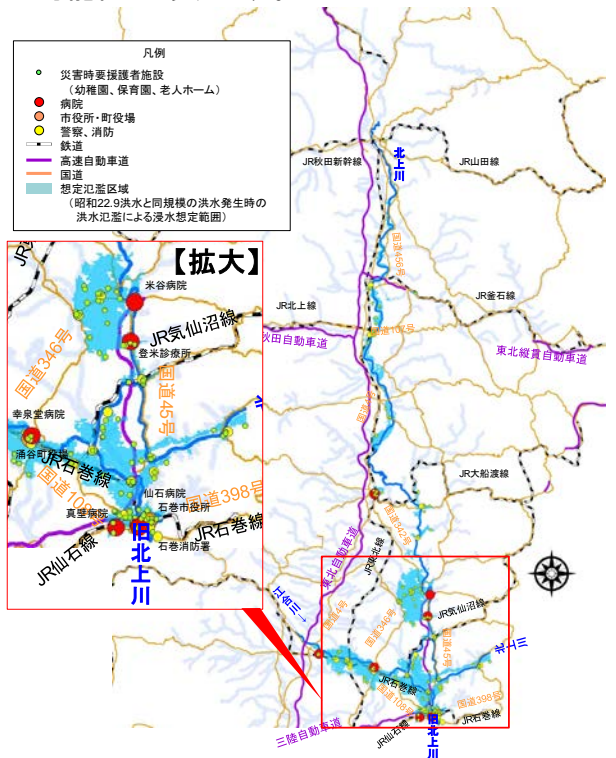 凡例
災害時要援護者施設
(幼稚園、保育園、老人ホーム)
病院
市役所・町役場
警察、消防
鉄道
高速自動車道
国道
想定氾濫区域
(昭和22.9洪水と同規模の洪水発生時の
洪水氾濫による浸水想定範囲)
【拡大】
米谷病院
JR気仙沼線
登米診療所
国道346号
国道45号
幸泉堂病院
涌谷町役場
JR石巻線
仙石病院
国道398号
石巻市役所
真壁病院
JR石巻線
旧北上川
石巻消防署
JR仙石線
JR秋田新幹線
北上川
JR山田線
国道456号
JR釜石線
JR北上線
国道107号
秋田自動車道
東北縦貫自動車道
JR大船渡線
国道342号
東北自動車道
JR東北線
江合川→
国道4号
国道346号
JR気仙沼線
国道45号
北上川
JR石巻線
国道108号
国道398号
三陸自動車道
JR仙石線
旧北上川
JR石巻線